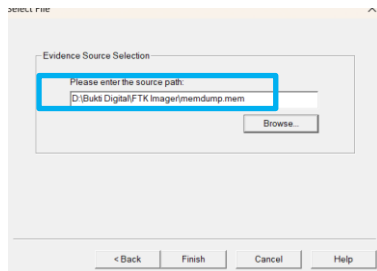 Select File
Evidence Source Selection
Please enter the source path:
D:\Bukti Digital\FTK Imager\memdump.mem
Browse...
< Back
Finish
Cancel
Help